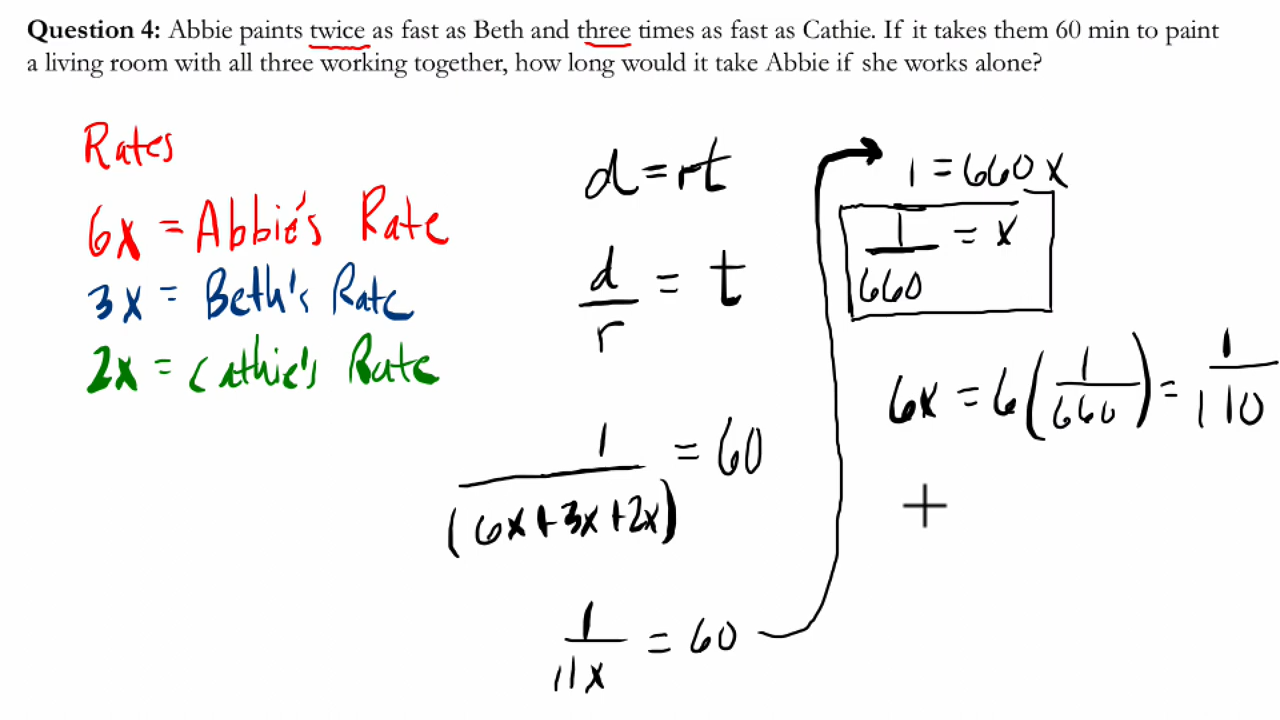 Question 4: Abbie paints twice as fast as Beth and three times as fast as Cathie. If it takes them 60 min to paint
a living room with all three working together, how long would it take Abbie if she works alone?
Rates
6x = Abbie's Rate
3x = Beth's Rate
2x = Cathie's Rate
d = rt
d/r = t
1/(6x+3x+2x) = 60
1/11x = 60
1 = 660x
1/660 = x
6x = 6(1/660) = 1/110